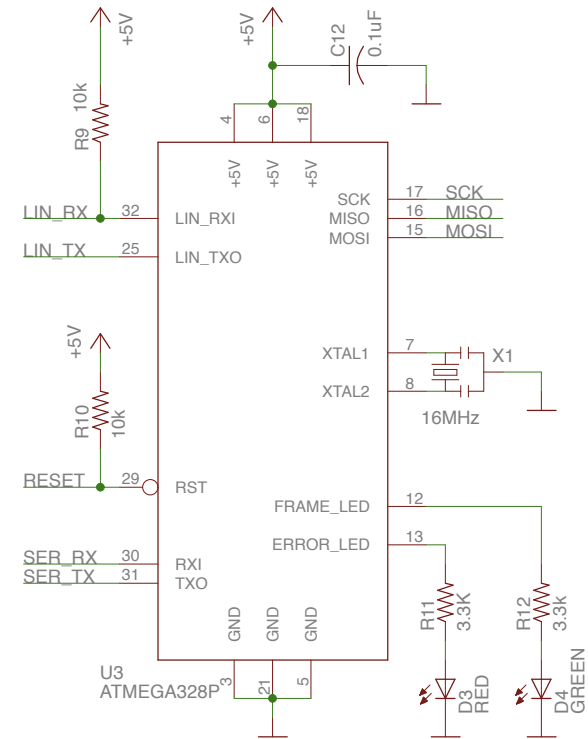 +5V
+5V
C12
0.1uF
R9
10k
4
6
18
+5V
+5V
+5V
LIN_RX
32
LIN_RXI
LIN_TX
25
LIN_TXO
SCK
17
SCK
MISO
16
MISO
MOSI
15
MOSI
+5V
XTAL1
7
X1
XTAL2
8
16MHz
R10
10k
RESET
29
RST
FRAME_LED
12
ERROR_LED
13
SER_RX
30
RXI
SER_TX
31
TXO
R11
3.3K
R12
3.3k
GND
GND
GND
3
21
5
U3
ATMEGA328P
D3
RED
D4
GREEN